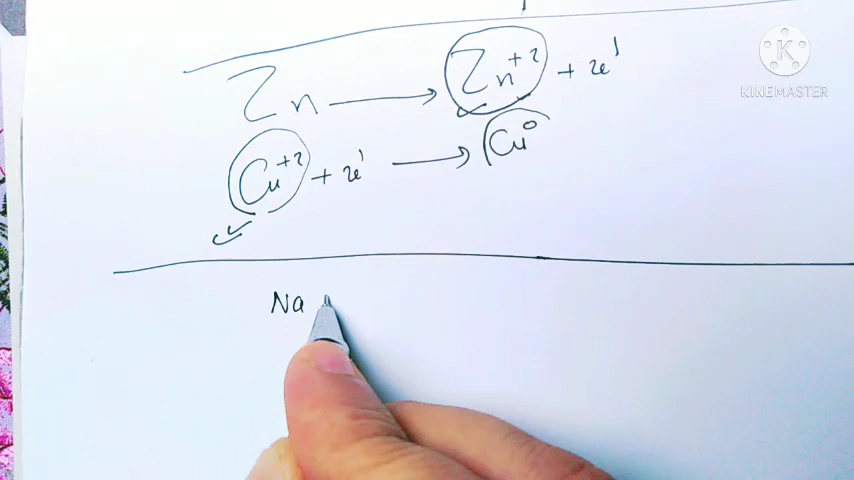 Zn → Zn+2 + 2e'
Cu+2 + 2e' → Cu0
Na
KINEMASTER